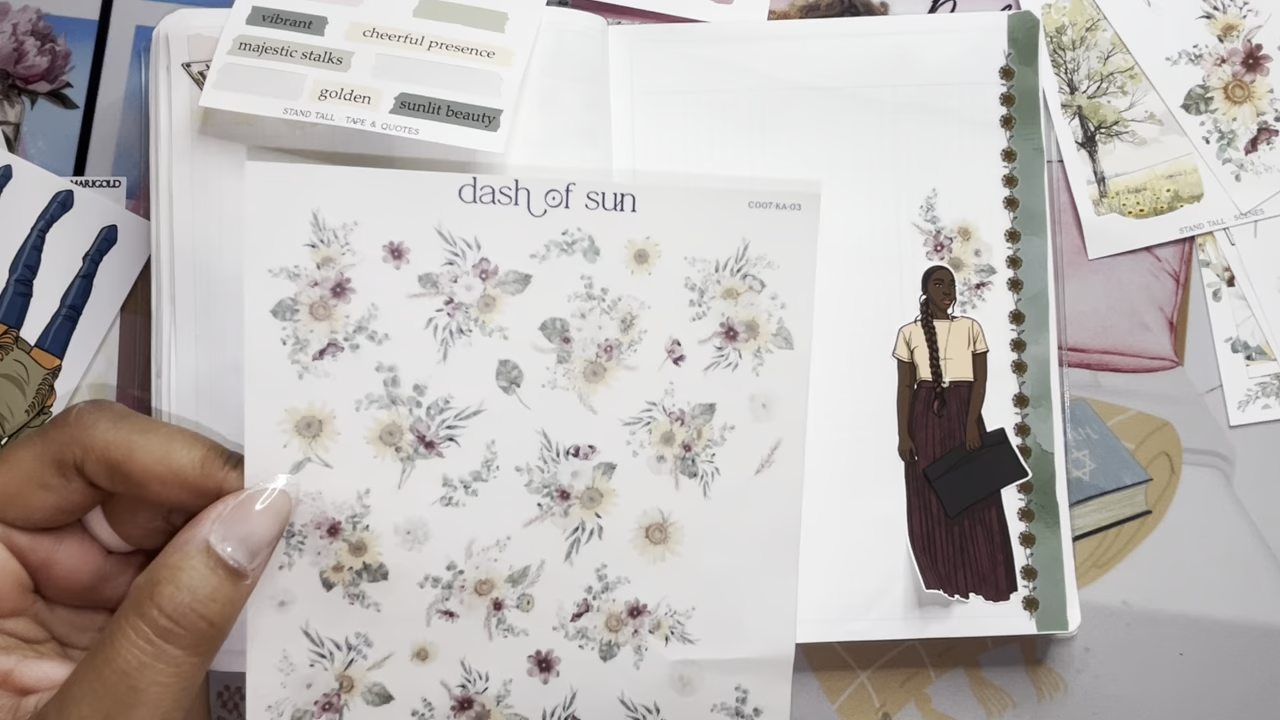 vibrant
cheerful presence
majestic stalks
golden
sunlit beauty
STAND TALL · TAPE & QUOTES
MARIGOLD
dash of sun
C007-KA-03
STAND TALL · SCENES